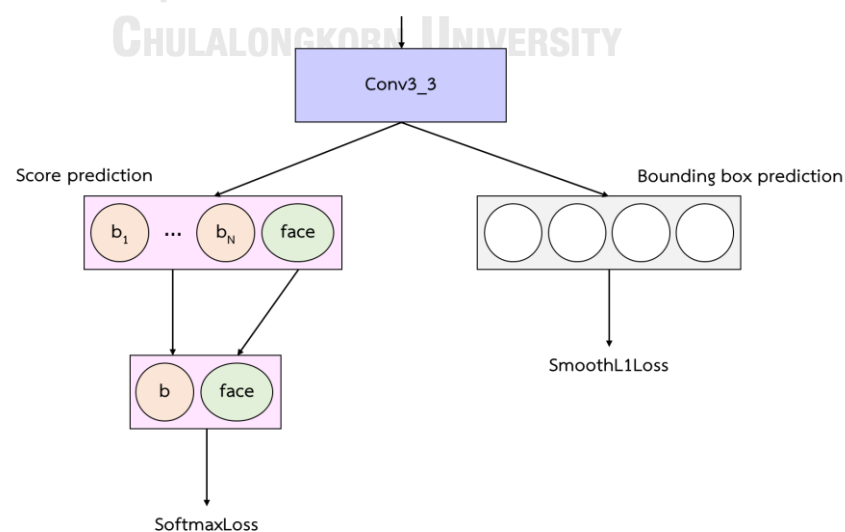 CHULALONGKORN UNIVERSITY
Conv3_3
Score prediction
Bounding box prediction
b1 ... bN face
b face
SmoothL1Loss
SoftmaxLoss